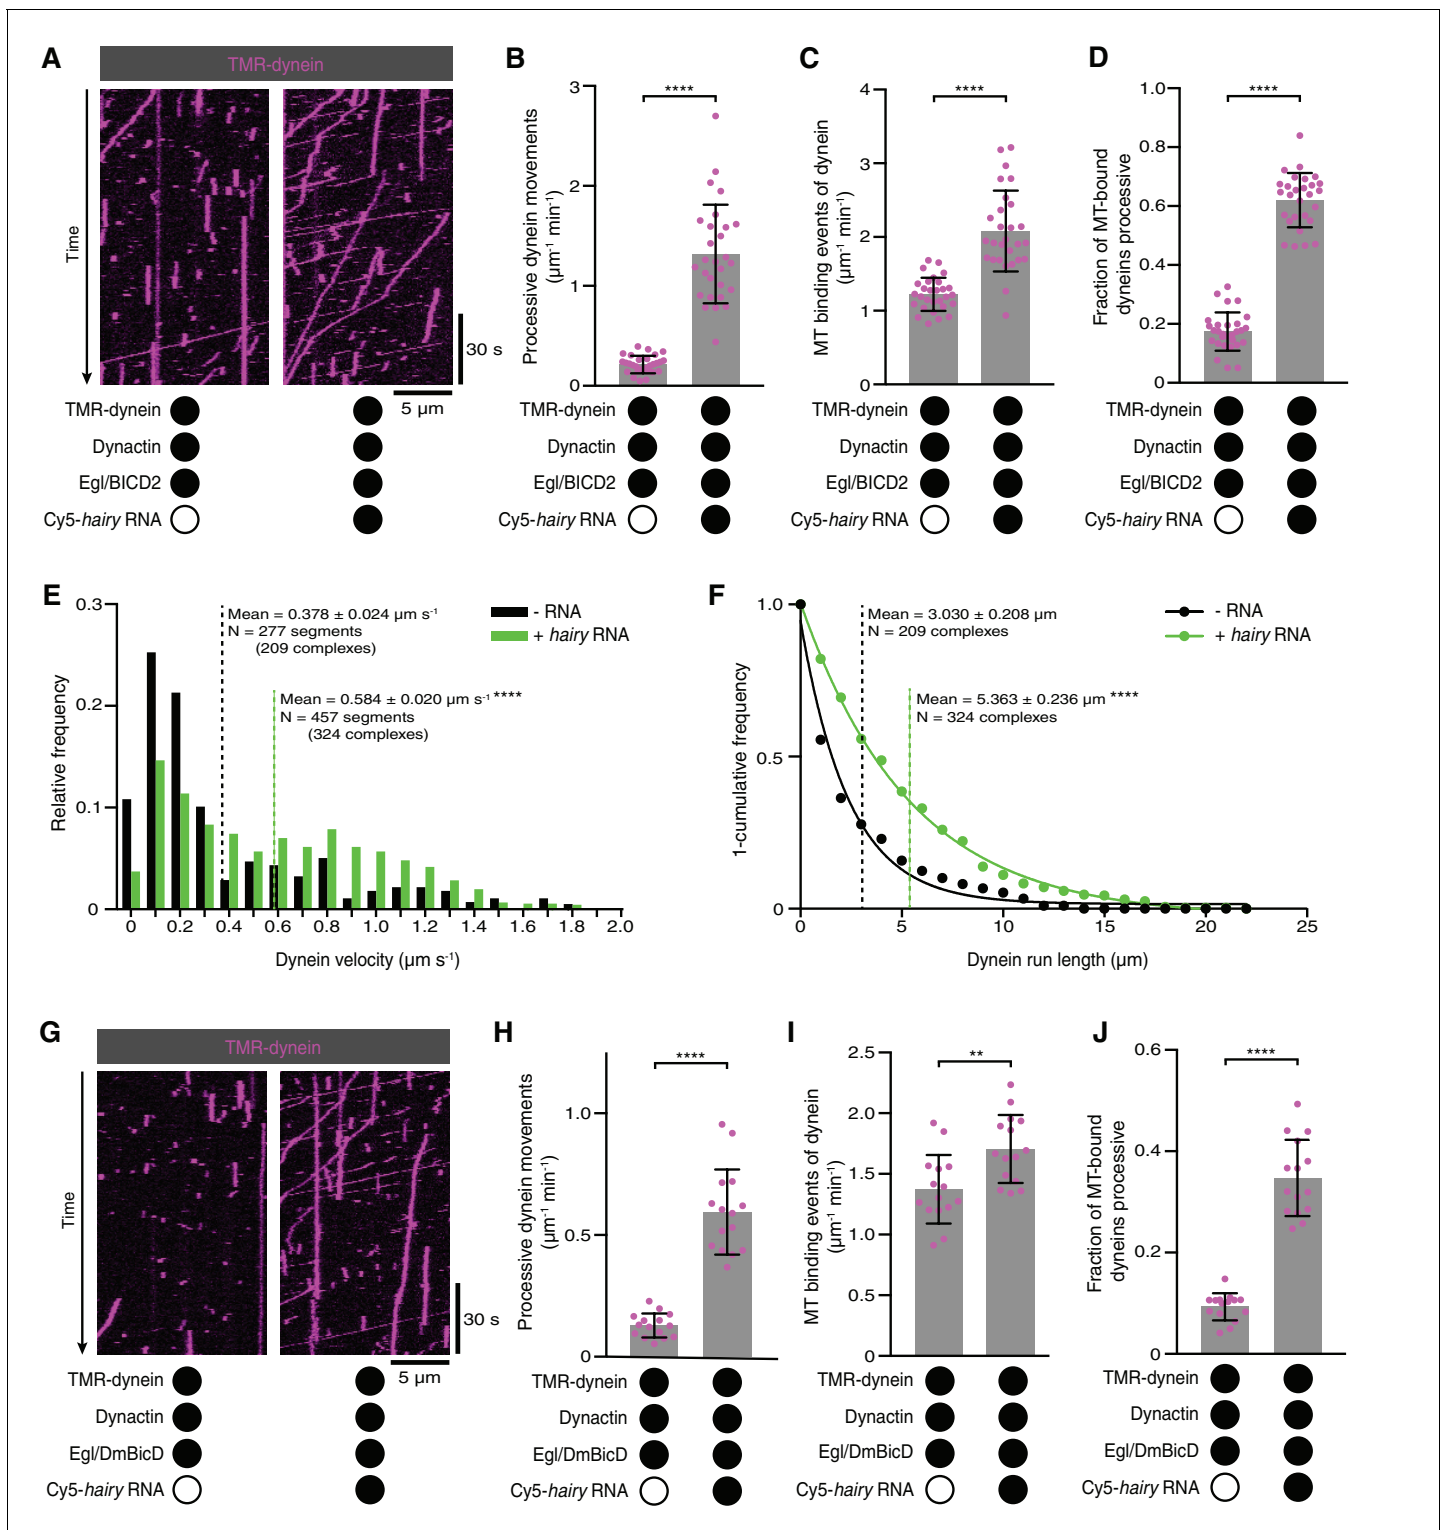 A
TMR-dynein
Time
30 s
5 µm
TMR-dynein
Dynactin
Egl/BICD2
Cy5-hairy RNA
B
Processive dynein movements
(µm-1 min-1)
3
2
1
0
****
TMR-dynein
Dynactin
Egl/BICD2
Cy5-hairy RNA
C
MT binding events of dynein
(µm-1 min-1)
4
3
2
1
0
****
TMR-dynein
Dynactin
Egl/BICD2
Cy5-hairy RNA
D
Fraction of MT-bound
dyneins processive
1.0
0.8
0.6
0.4
0.2
0
****
TMR-dynein
Dynactin
Egl/BICD2
Cy5-hairy RNA
E
Relative frequency
0.3
0.2
0.1
0
Mean = 0.378 ± 0.024 µm s-1
N = 277 segments
(209 complexes)
Mean = 0.584 ± 0.020 µm s-1 ****
N = 457 segments
(324 complexes)
- RNA
+ hairy RNA
0 0.2 0.4 0.6 0.8 1.0 1.2 1.4 1.6 1.8 2.0
Dynein velocity (µm s-1)
F
1-cumulative frequency
1.0
0.5
0
Mean = 3.030 ± 0.208 µm
N = 209 complexes
Mean = 5.363 ± 0.236 µm ****
N = 324 complexes
- RNA
+ hairy RNA
0 5 10 15 20 25
Dynein run length (µm)
G
TMR-dynein
Time
30 s
5 µm
TMR-dynein
Dynactin
Egl/DmBicD
Cy5-hairy RNA
H
Processive dynein movements
(µm-1 min-1)
1.0
0.5
0
****
TMR-dynein
Dynactin
Egl/DmBicD
Cy5-hairy RNA
I
MT binding events of dynein
(µm-1 min-1)
2.5
2.0
1.5
1.0
0.5
0
**
TMR-dynein
Dynactin
Egl/DmBicD
Cy5-hairy RNA
J
Fraction of MT-bound
dyneins processive
0.6
0.4
0.2
0
****
TMR-dynein
Dynactin
Egl/DmBicD
Cy5-hairy RNA